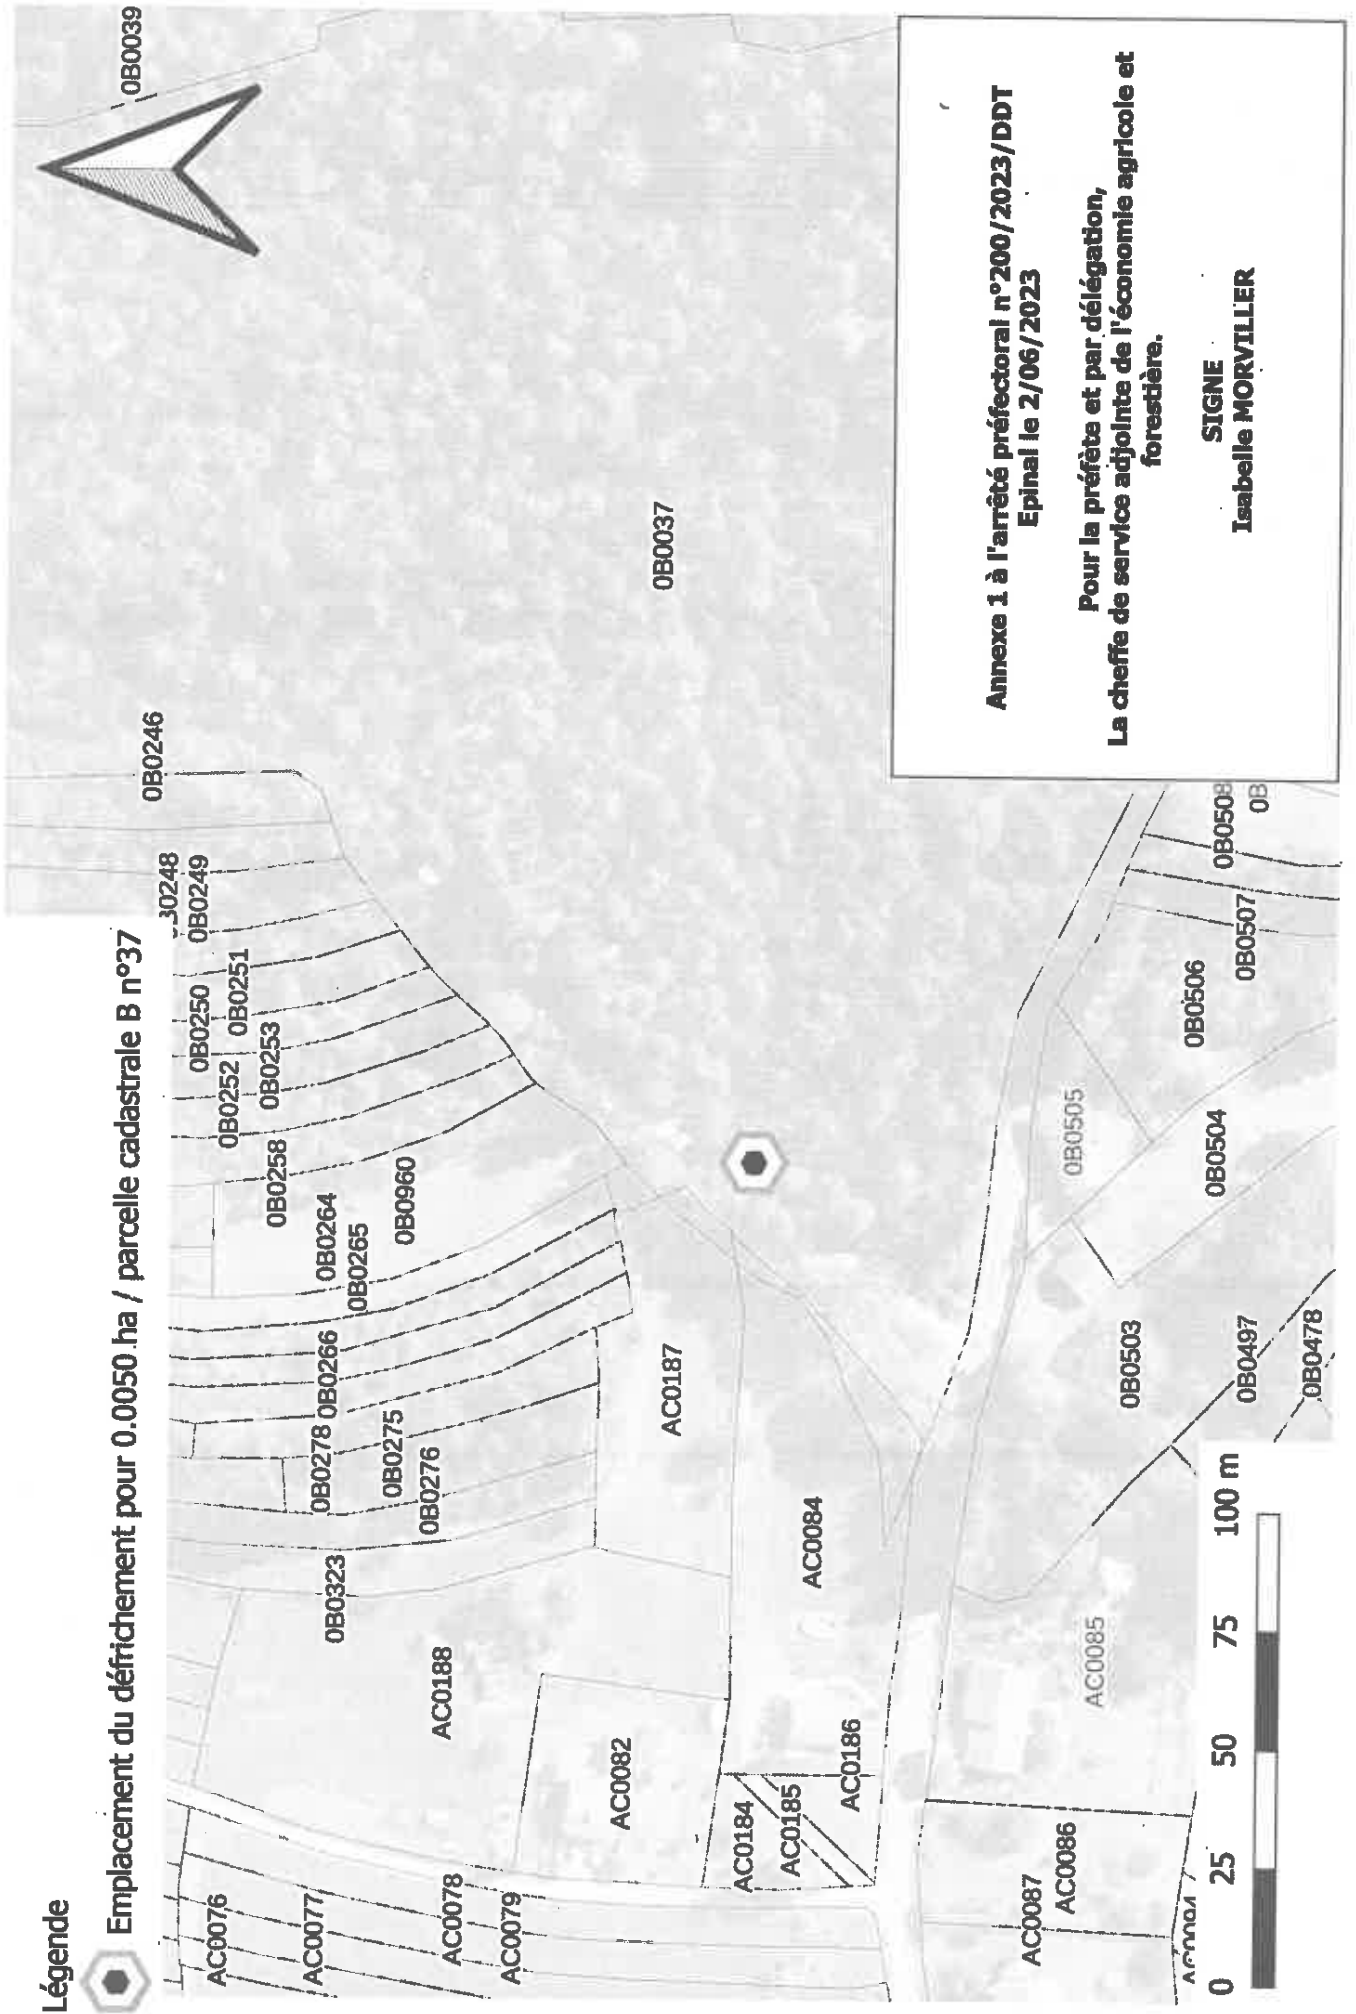 Légende
Emplacement du défrichement pour 0.0050 ha / parcelle cadastrale B n°37
0B0039
0B0246
0B0249
0B0250
0B0251
0B0252
0B0253
0B0258
0B0264
0B0265
0B0960
0B0266
0B0278
0B0275
0B0276
0B0323
AC0076
AC0077
AC0078
AC0079
AC0188
AC0082
AC0187
0B0037
AC0084
AC0184
AC0185
AC0186
AC0085
AC0087
AC0086
0B0503
0B0504
0B0505
0B0506
0B0507
0B0508
0B
0B0497
0B0478
0 25 50 75 100 m
Annexe 1 à l'arrêté préfectoral n°200/2023/DDT
Epinal le 2/06/2023
Pour la préfète et par délégation,
La cheffe de service adjointe de l'économie agricole et
forestière.
SIGNE
Isabelle MORVILLER